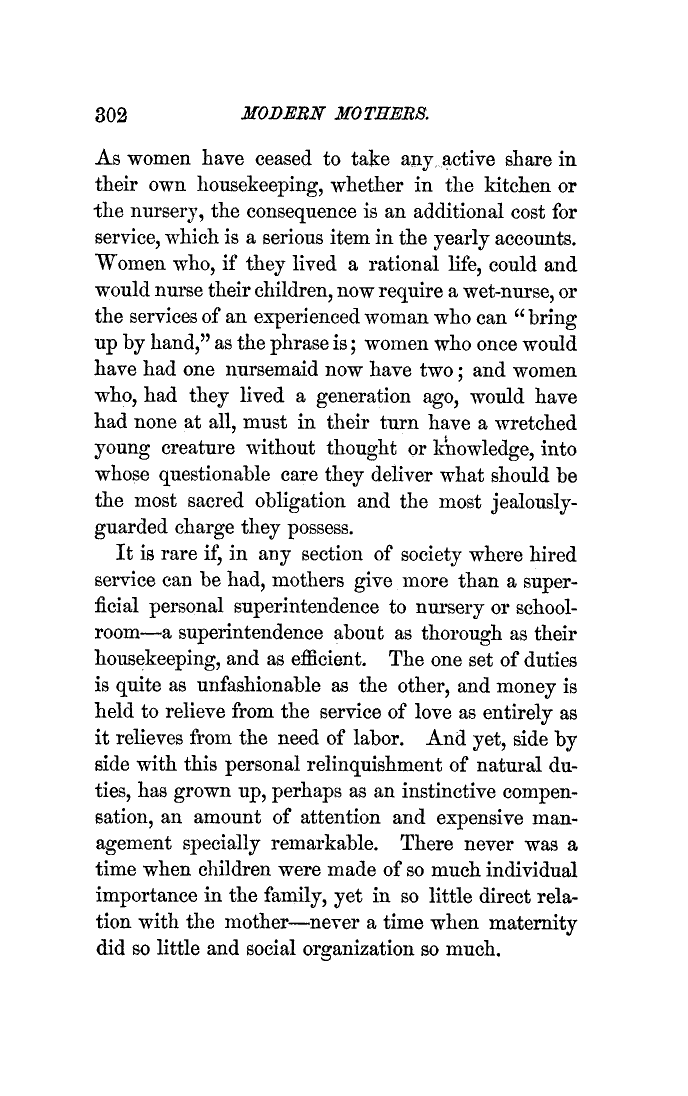 302 MODERN MOTHERS.
As women have ceased to take any active share in
their own housekeeping, whether in the kitchen or
the nursery, the consequence is an additional cost for
service, which is a serious item in the yearly accounts.
Women who, if they lived a rational life, could and
would nurse their children, now require a wet-nurse, or
the services of an experienced woman who can “bring
up by hand,” as the phrase is; women who once would
have had one nursemaid now have two; and women
who, had they lived a generation ago, would have
had none at all, must in their turn have a wretched
young creature without thought or knowledge, into
whose questionable care they deliver what should be
the most sacred obligation and the most jealously-
guarded charge they possess.
It is rare if, in any section of society where hired
service can be had, mothers give more than a super-
ficial personal superintendence to nursery or school-
room—a superintendence about as thorough as their
housekeeping, and as efficient. The one set of duties
is quite as unfashionable as the other, and money is
held to relieve from the service of love as entirely as
it relieves from the need of labor. And yet, side by
side with this personal relinquishment of natural du-
ties, has grown up, perhaps as an instinctive compen-
sation, an amount of attention and expensive man-
agement specially remarkable. There never was a
time when children were made of so much individual
importance in the family, yet in so little direct rela-
tion with the mother—never a time when maternity
did so little and social organization so much.